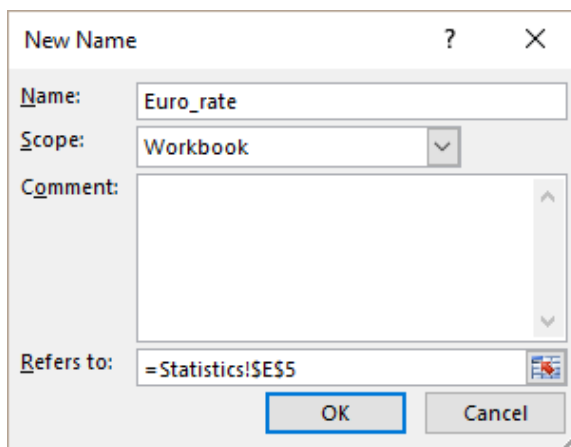 New Name ?
Name: Euro_rate
Scope: Workbook
Comment:
Refers to: =Statistics!$E$5
OK Cancel